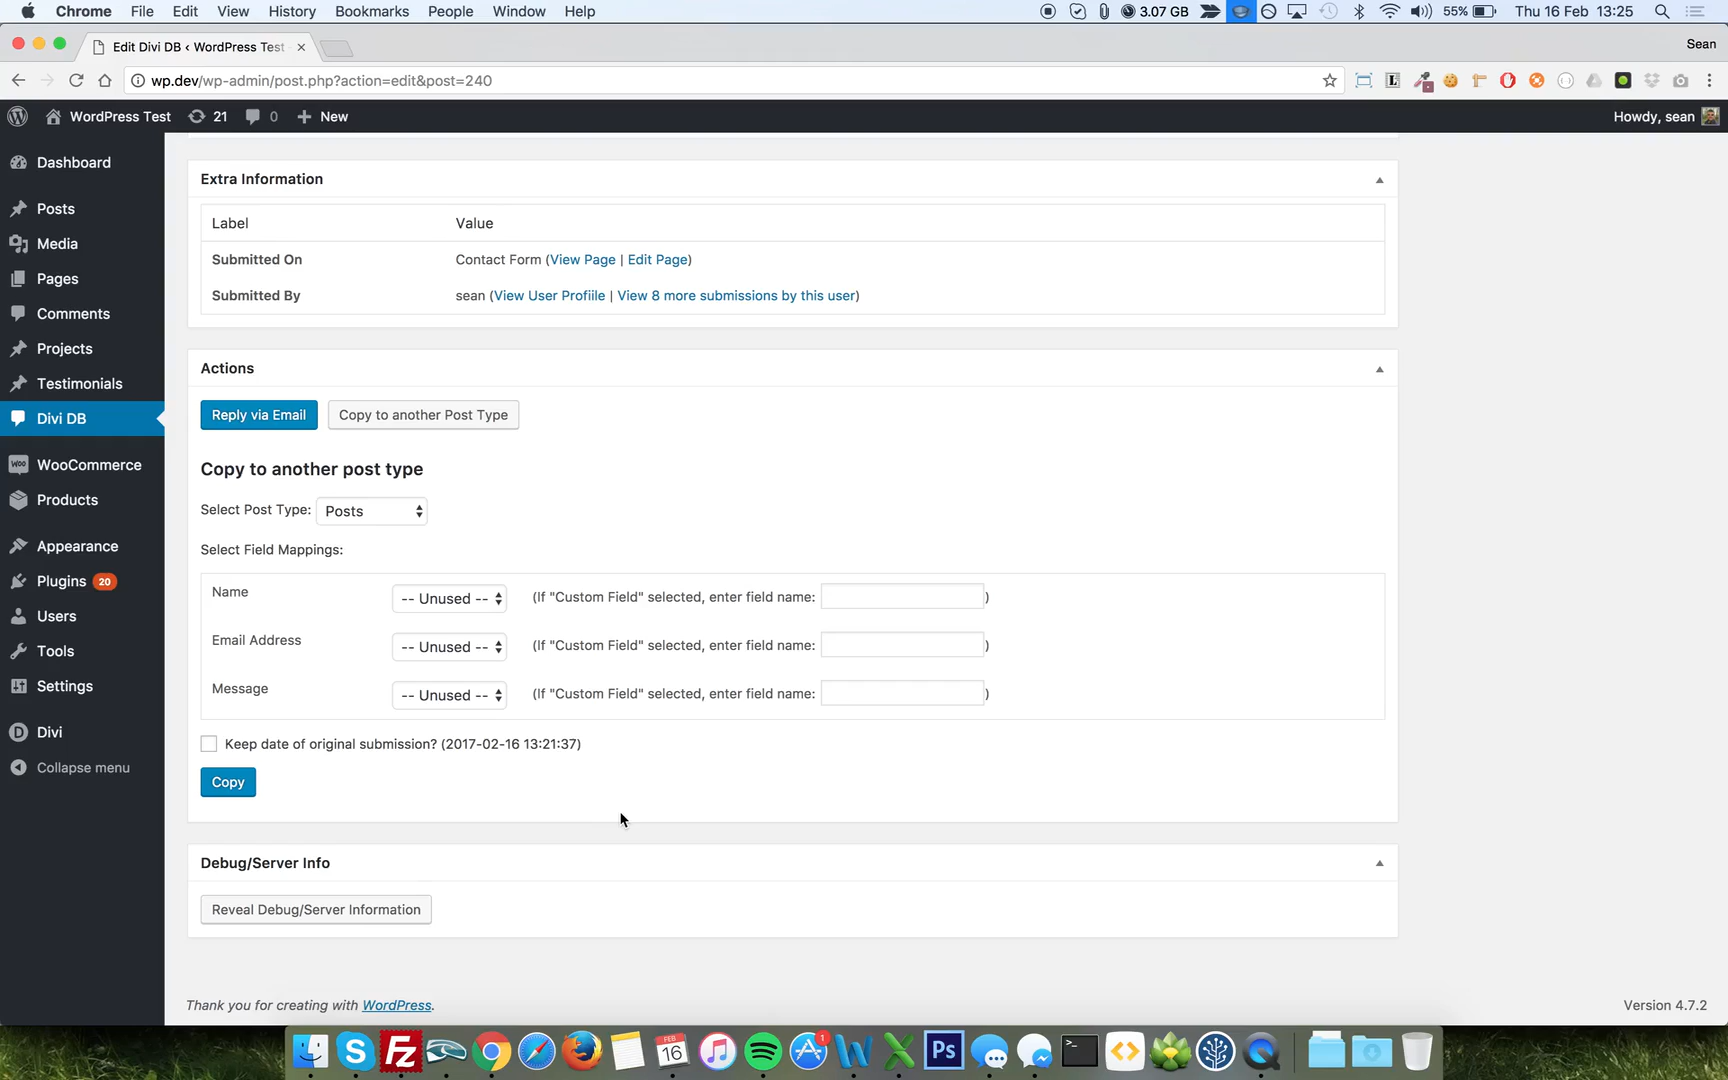 Chrome File Edit View History Bookmarks People Window Help 3.07 GB 55% Thu 16 Feb 13:25
Edit Divi DB ‹ WordPress Test Sean
wp.dev/wp-admin/post.php?action=edit&post=240
WordPress Test 21 0 New Howdy, sean
Dashboard
Posts
Media
Pages
Comments
Projects
Testimonials
Divi DB
WooCommerce
Products
Appearance
Plugins 20
Users
Tools
Settings
Divi
Collapse menu
Extra Information
Label Value
Submitted On Contact Form (View Page | Edit Page)
Submitted By sean (View User Profiile | View 8 more submissions by this user)
Actions
Reply via Email Copy to another Post Type
Copy to another post type
Select Post Type: Posts
Select Field Mappings:
Name -- Unused -- (If "Custom Field" selected, enter field name: )
Email Address -- Unused -- (If "Custom Field" selected, enter field name: )
Message -- Unused -- (If "Custom Field" selected, enter field name: )
Keep date of original submission? (2017-02-16 13:21:37)
Copy
Debug/Server Info
Reveal Debug/Server Information
Thank you for creating with WordPress. Version 4.7.2
FEB
16
1
Ps